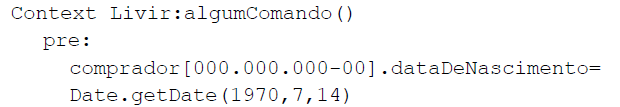 Context Livir:algumComando()
pre:
comprador[000.000.000-00].dataDeNascimento=
Date.getDate(1970,7,14)